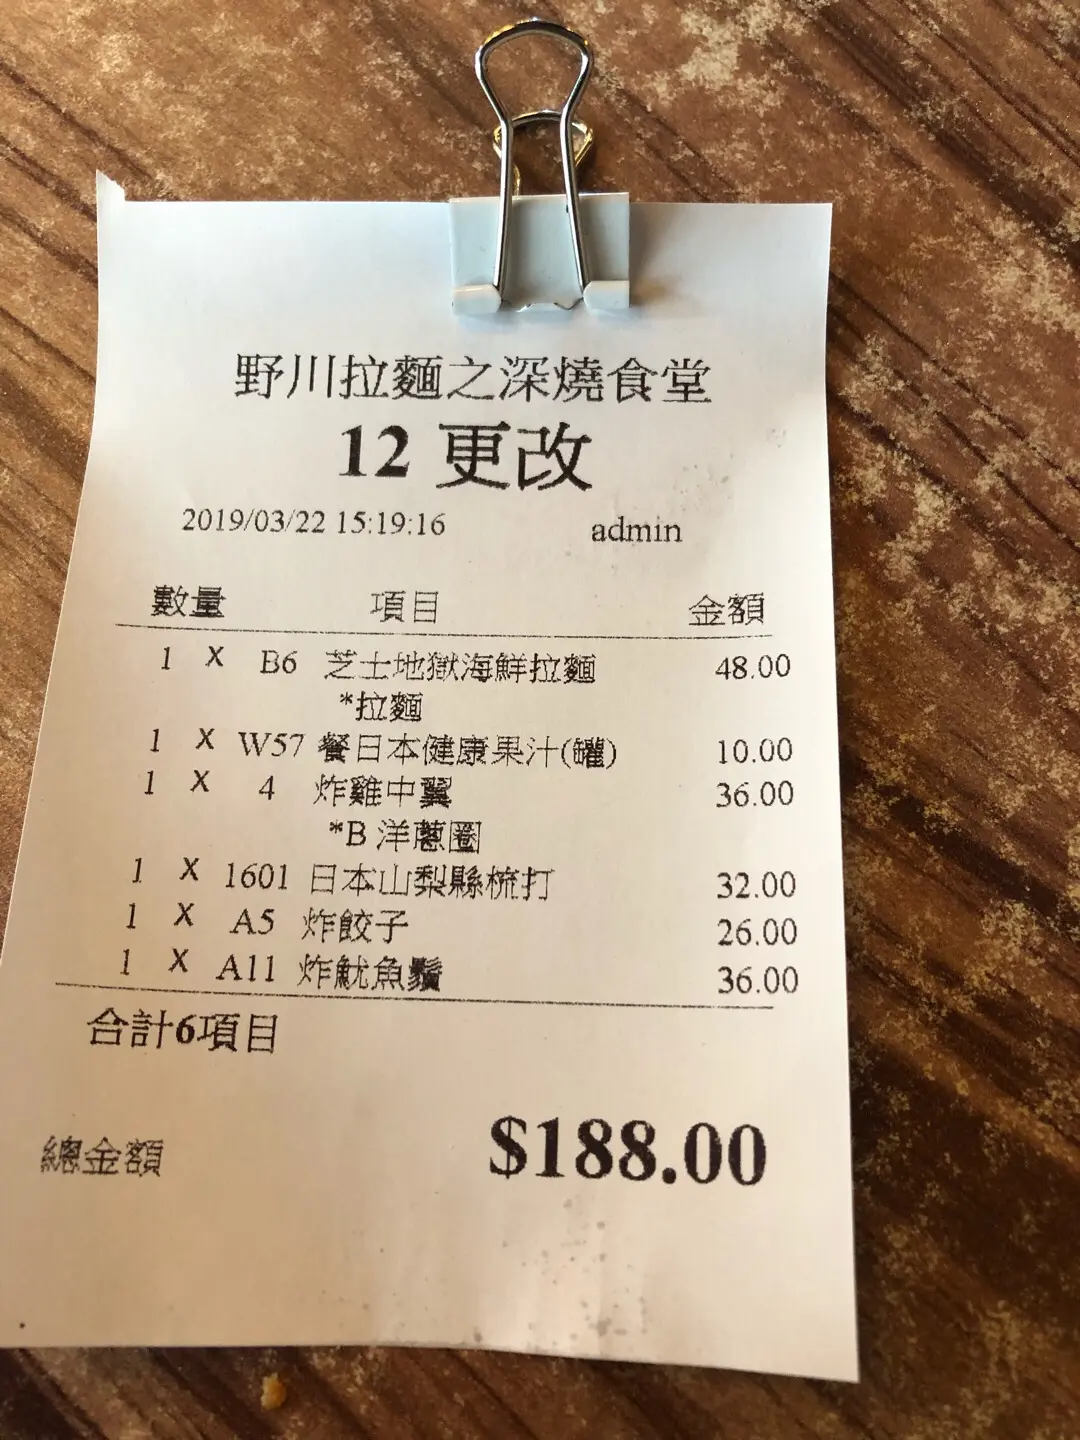 野川拉麵之深燒食堂
12 更改
2019/03/22 15:19:16 admin
數量 項目 金額
1 X B6 芝士地獄海鮮拉麵 48.00
*拉麵
1 X W57 餐日本健康果汁(罐) 10.00
1 X 4 炸雞中翼 36.00
*B 洋蔥圈
1 X 1601 日本山梨縣梳打 32.00
1 X A5 炸餃子 26.00
1 X A11 炸魷魚鬚 36.00
合計6項目
總金額 $188.00